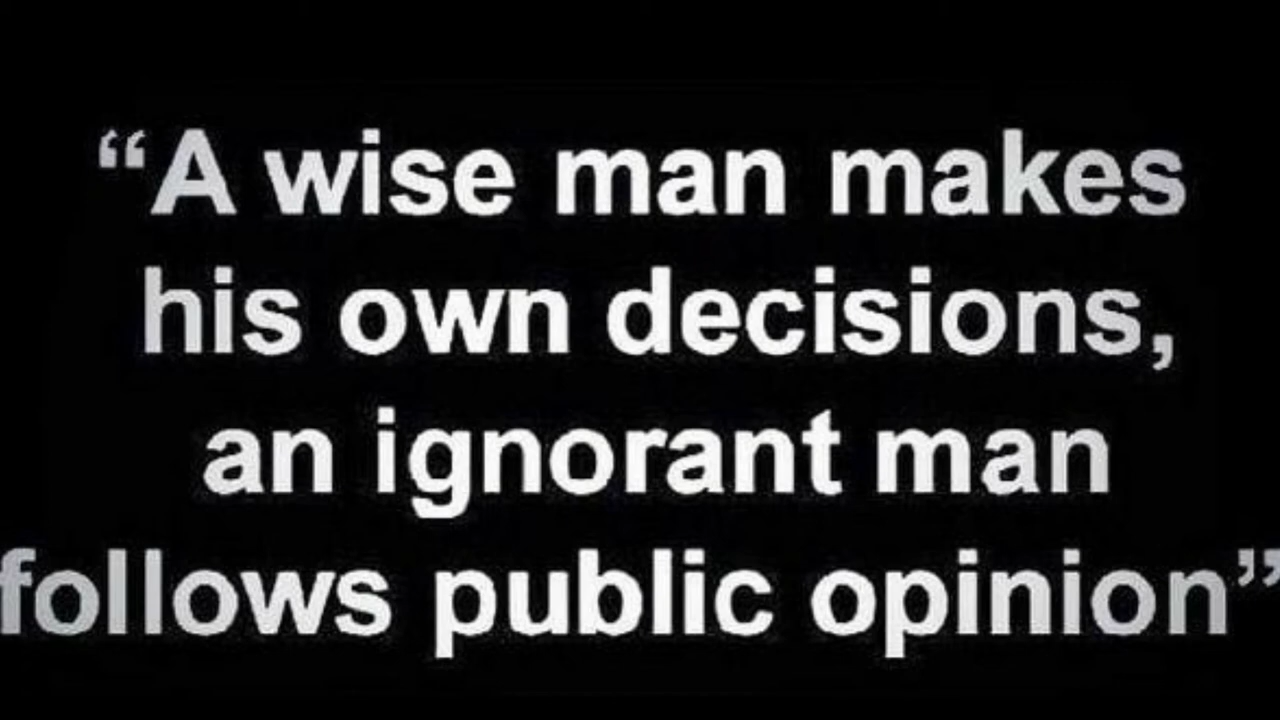 “A wise man makes
his own decisions,
an ignorant man
follows public opinion”